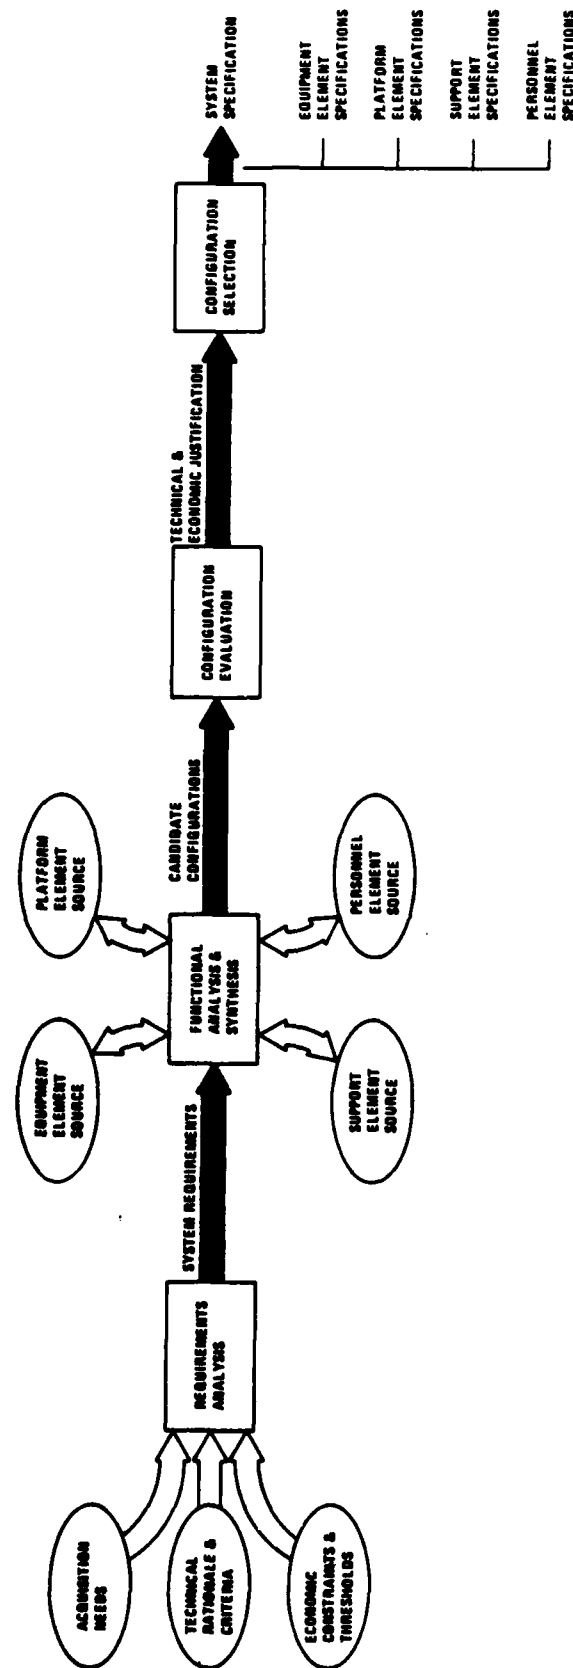 ACQUISITION
NEEDS
TECHNICAL
RATIONALE &
CRITERIA
ECONOMIC
CONSTRAINTS &
THRESHOLDS
REQUIREMENTS
ANALYSIS
SYSTEM REQUIREMENTS
EQUIPMENT
ELEMENT
SOURCE
PLATFORM
ELEMENT
SOURCE
FUNCTIONAL
ANALYSIS &
SYNTHESIS
SUPPORT
ELEMENT
SOURCE
PERSONNEL
ELEMENT
SOURCE
CANDIDATE
CONFIGURATIONS
CONFIGURATION
EVALUATION
TECHNICAL &
ECONOMIC JUSTIFICATION
CONFIGURATION
SELECTION
SYSTEM
SPECIFICATION
EQUIPMENT
ELEMENT
SPECIFICATIONS
PLATFORM
ELEMENT
SPECIFICATIONS
SUPPORT
ELEMENT
SPECIFICATIONS
PERSONNEL
ELEMENT
SPECIFICATIONS